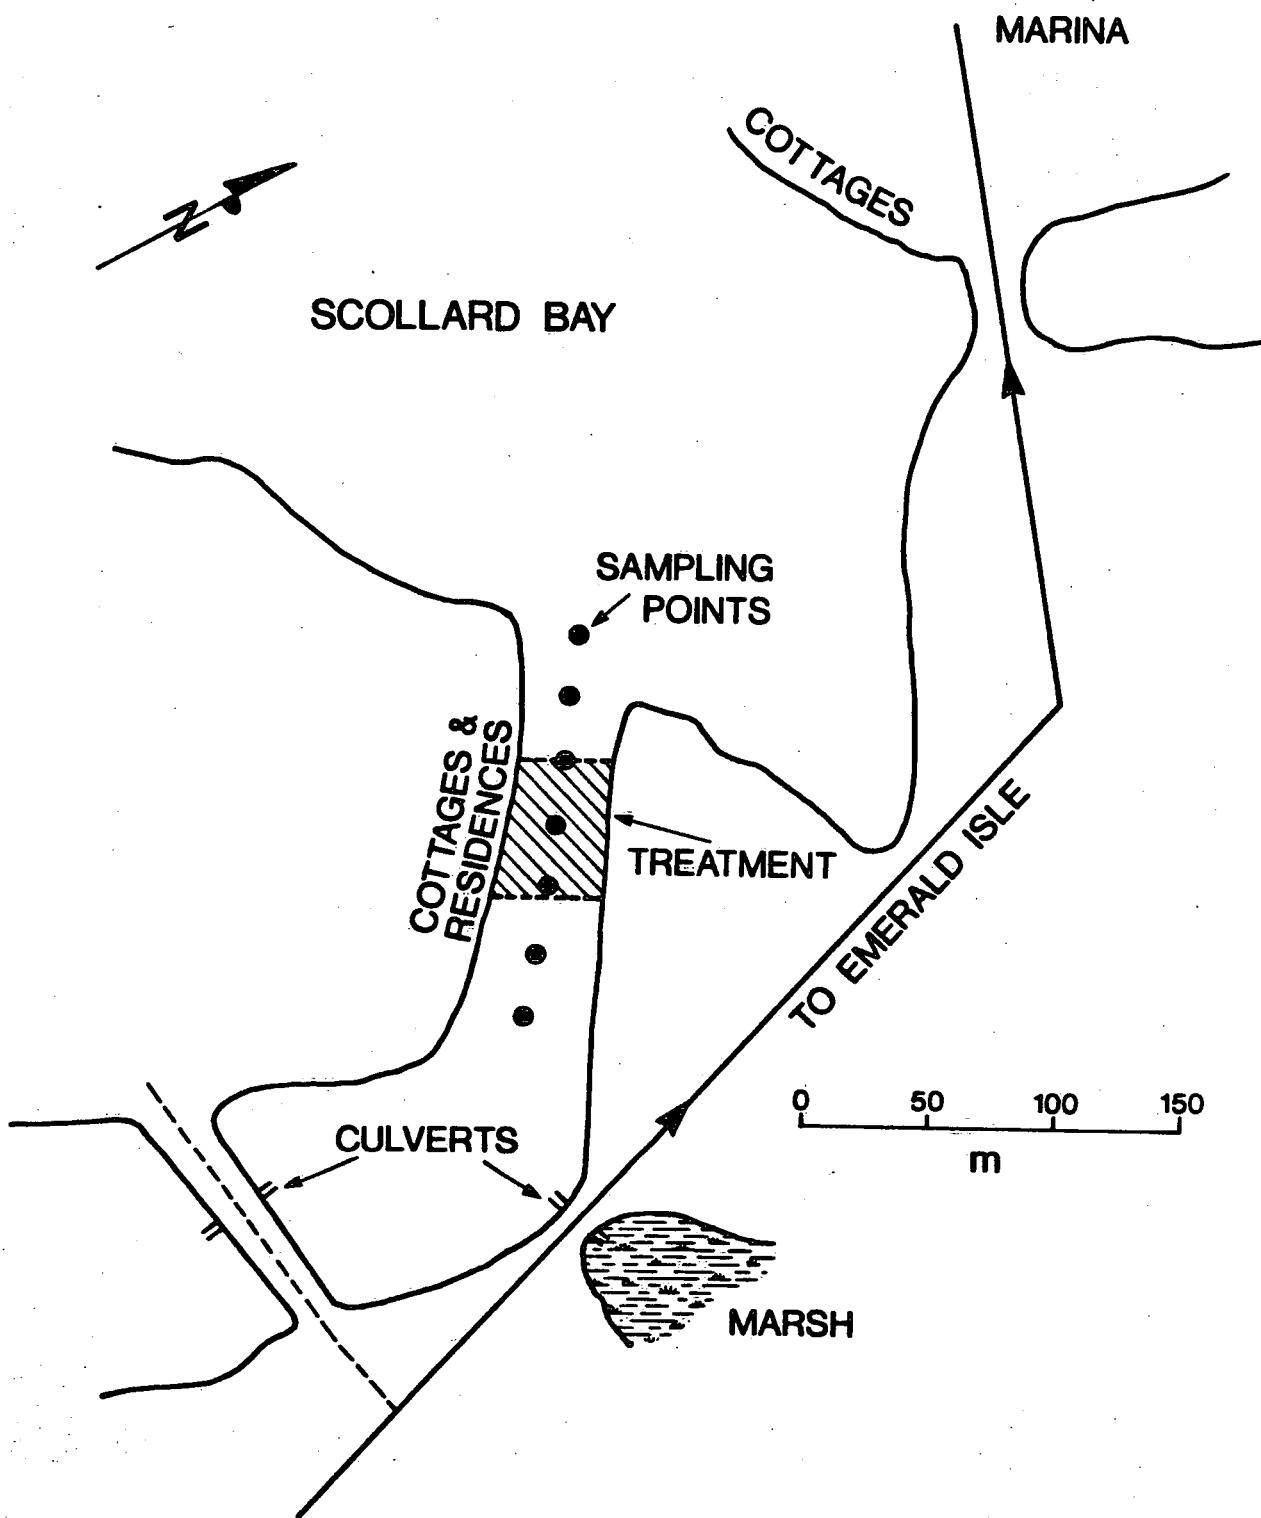 MARINA
COTTAGES
N
SCOLLARD BAY
SAMPLING
POINTS
COTTAGES &
RESIDENCES
TREATMENT
TO EMERALD ISLE
0 50 100 150
m
CULVERTS
MARSH